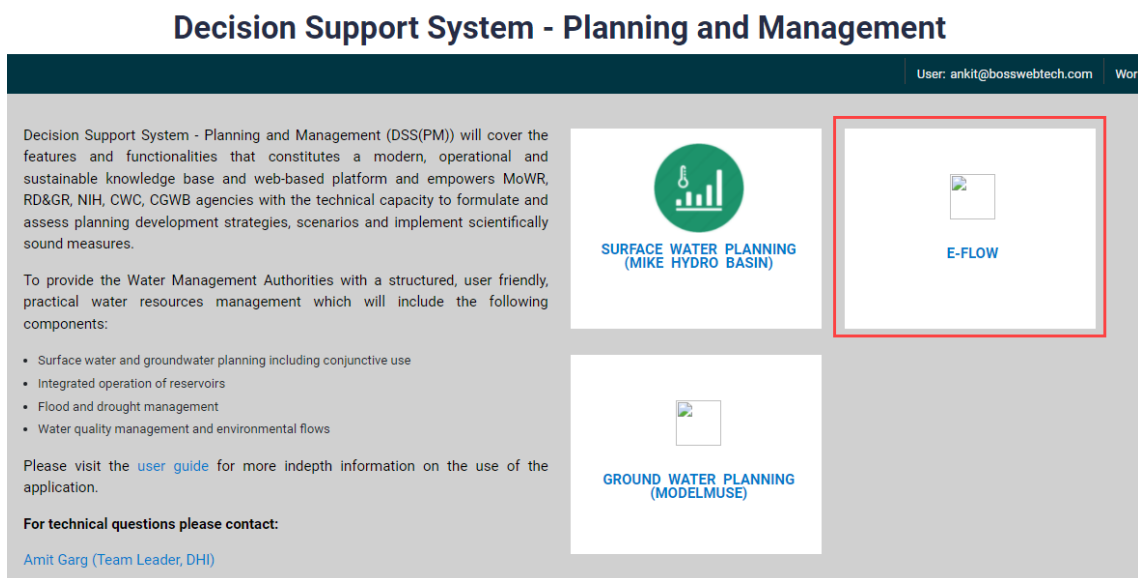 Decision Support System - Planning and Management
User: ankit@bosswebtech.com
Decision Support System - Planning and Management (DSS(PM)) will cover the
features and functionalities that constitutes a modern, operational and
sustainable knowledge base and web-based platform and empowers MoWR,
RD&GR, NIH, CWC, CGWB agencies with the technical capacity to formulate and
assess planning development strategies, scenarios and implement scientifically
sound measures.
To provide the Water Management Authorities with a structured, user friendly,
practical water resources management which will include the following
components:
• Surface water and groundwater planning including conjunctive use
• Integrated operation of reservoirs
• Flood and drought management
• Water quality management and environmental flows
Please visit the user guide for more indepth information on the use of the
application.
For technical questions please contact:
Amit Garg (Team Leader, DHI)
SURFACE WATER PLANNING
(MIKE HYDRO BASIN)
E-FLOW
GROUND WATER PLANNING
(MODELMUSE)